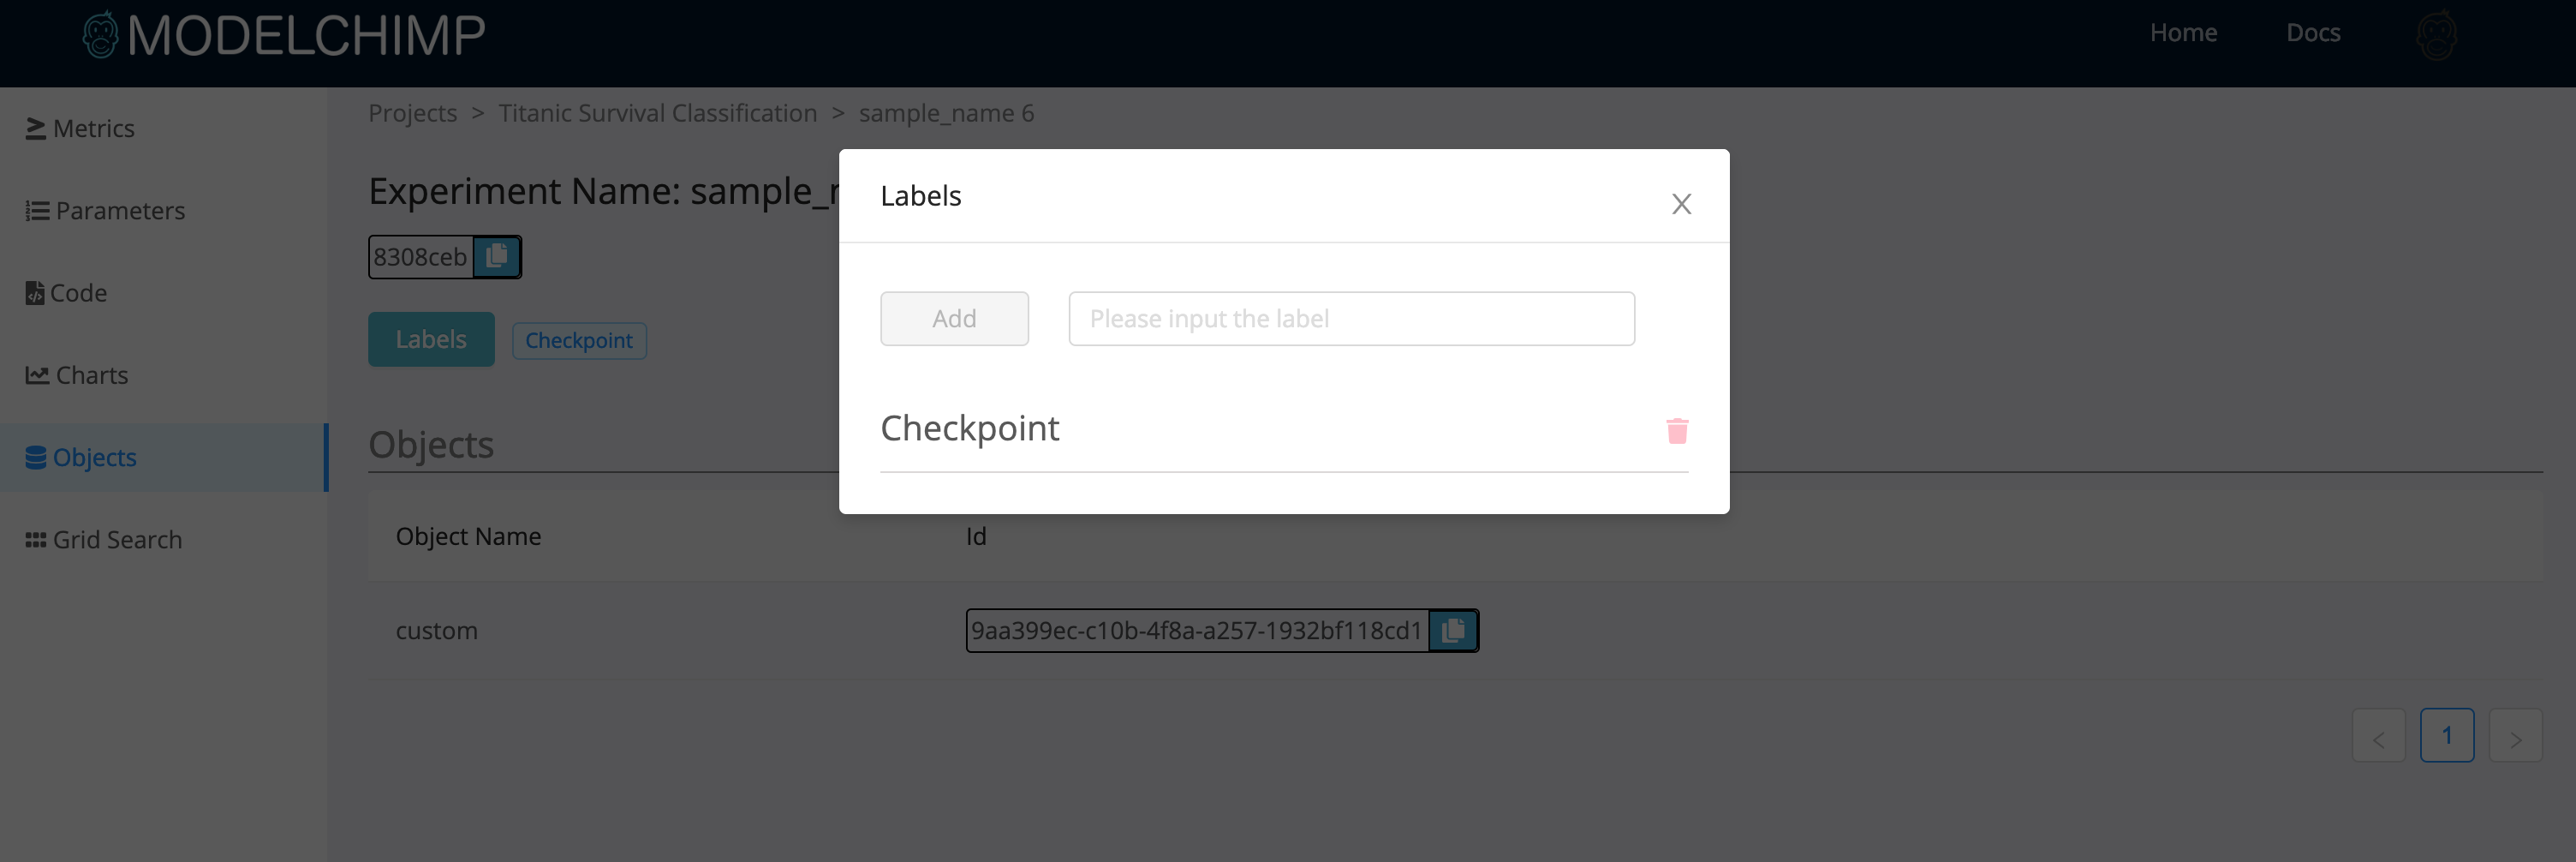 MODELCHIMP
Home
Docs
Metrics
Parameters
Code
Charts
Objects
Grid Search
Projects > Titanic Survival Classification > sample_name 6
Experiment Name: sample_
8308ceb
Labels
Checkpoint
Objects
Object Name
Id
custom
9aa399ec-c10b-4f8a-a257-1932bf118cd1
< 1 >
Labels
X
Add
Please input the label
Checkpoint